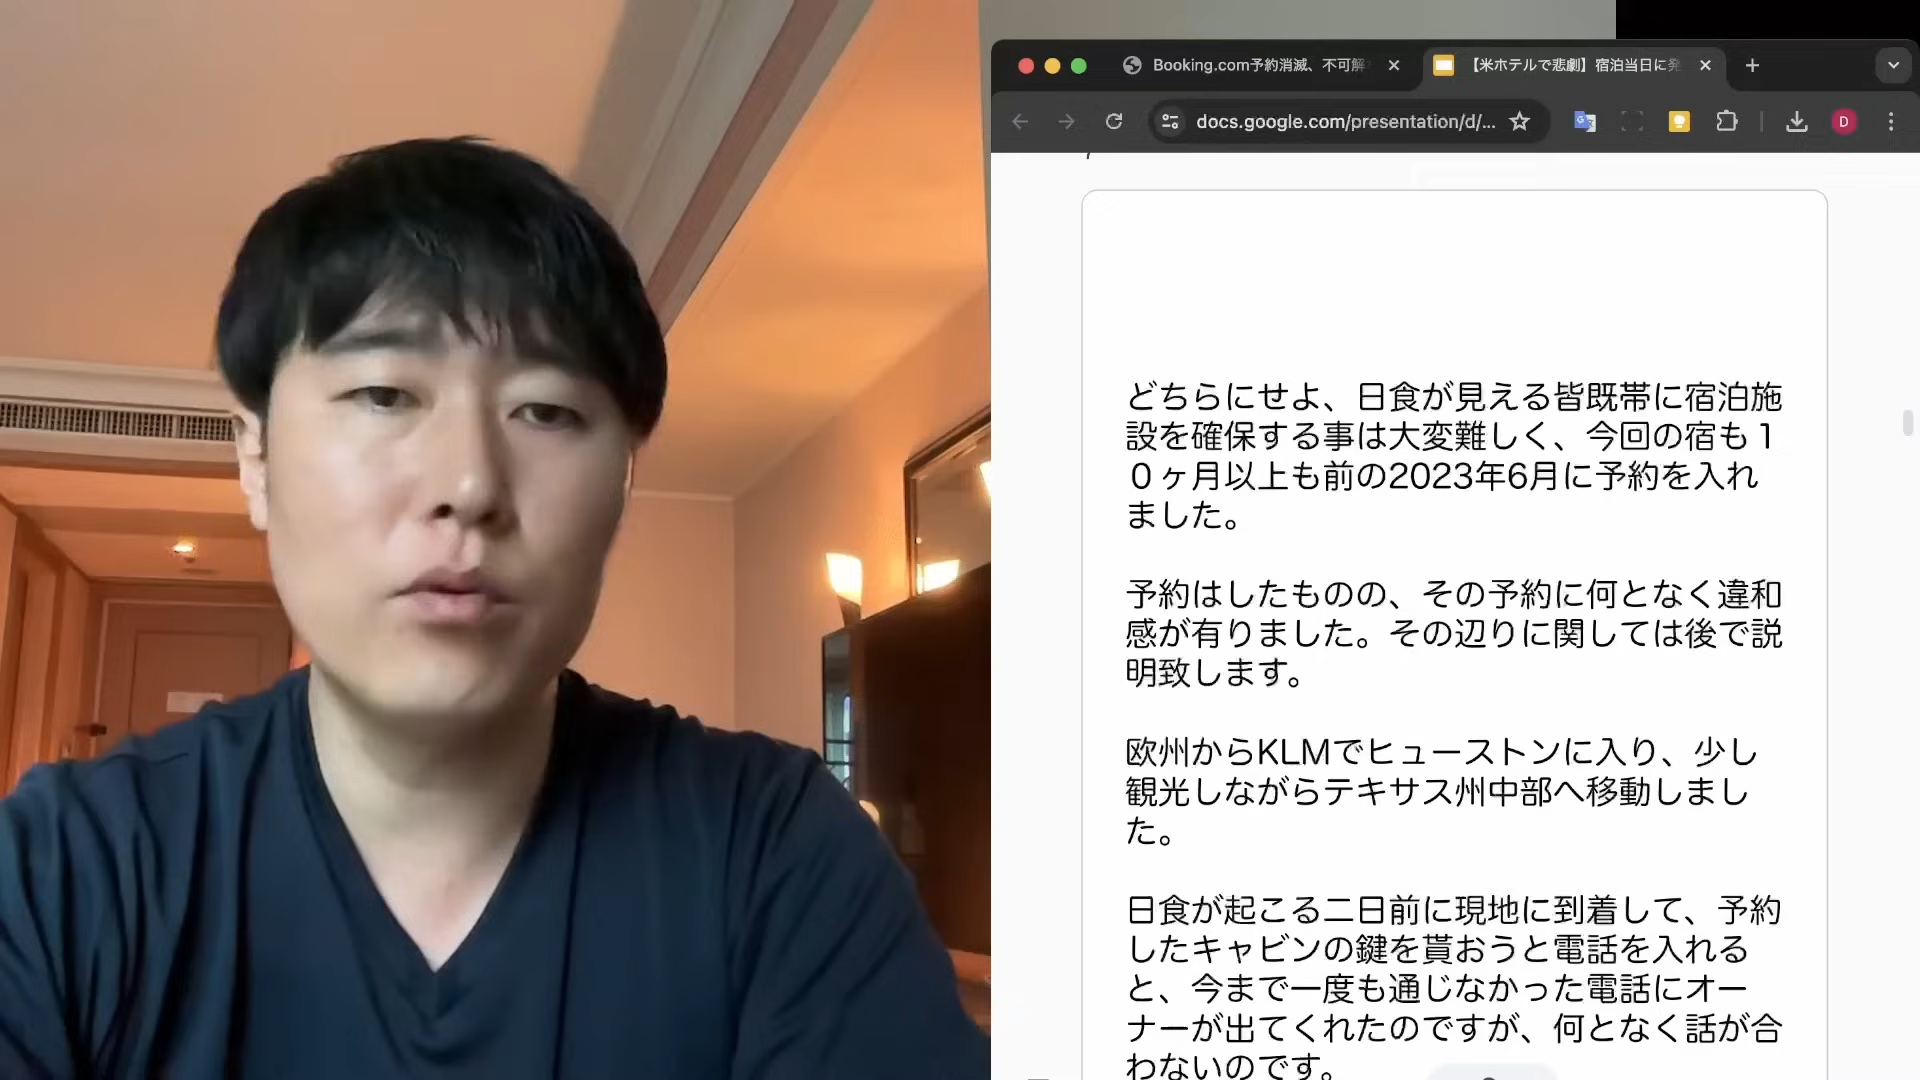 Booking.com予約消滅、不可解
【米ホテルで悲劇】宿泊当日に発
docs.google.com/presentation/d/...
D
どちらにせよ、日食が見える皆既帯に宿泊施
設を確保する事は大変難しく、今回の宿も１
０ヶ月以上も前の2023年6月に予約を入れ
ました。
予約はしたものの、その予約に何となく違和
感が有りました。その辺りに関しては後で説
明致します。
欧州からKLMでヒューストンに入り、少し
観光しながらテキサス州中部へ移動しまし
た。
日食が起こる二日前に現地に到着して、予約
したキャビンの鍵を貰おうと電話を入れる
と、今まで一度も通じなかった電話にオー
ナーが出てくれたのですが、何となく話が合
わないのです。